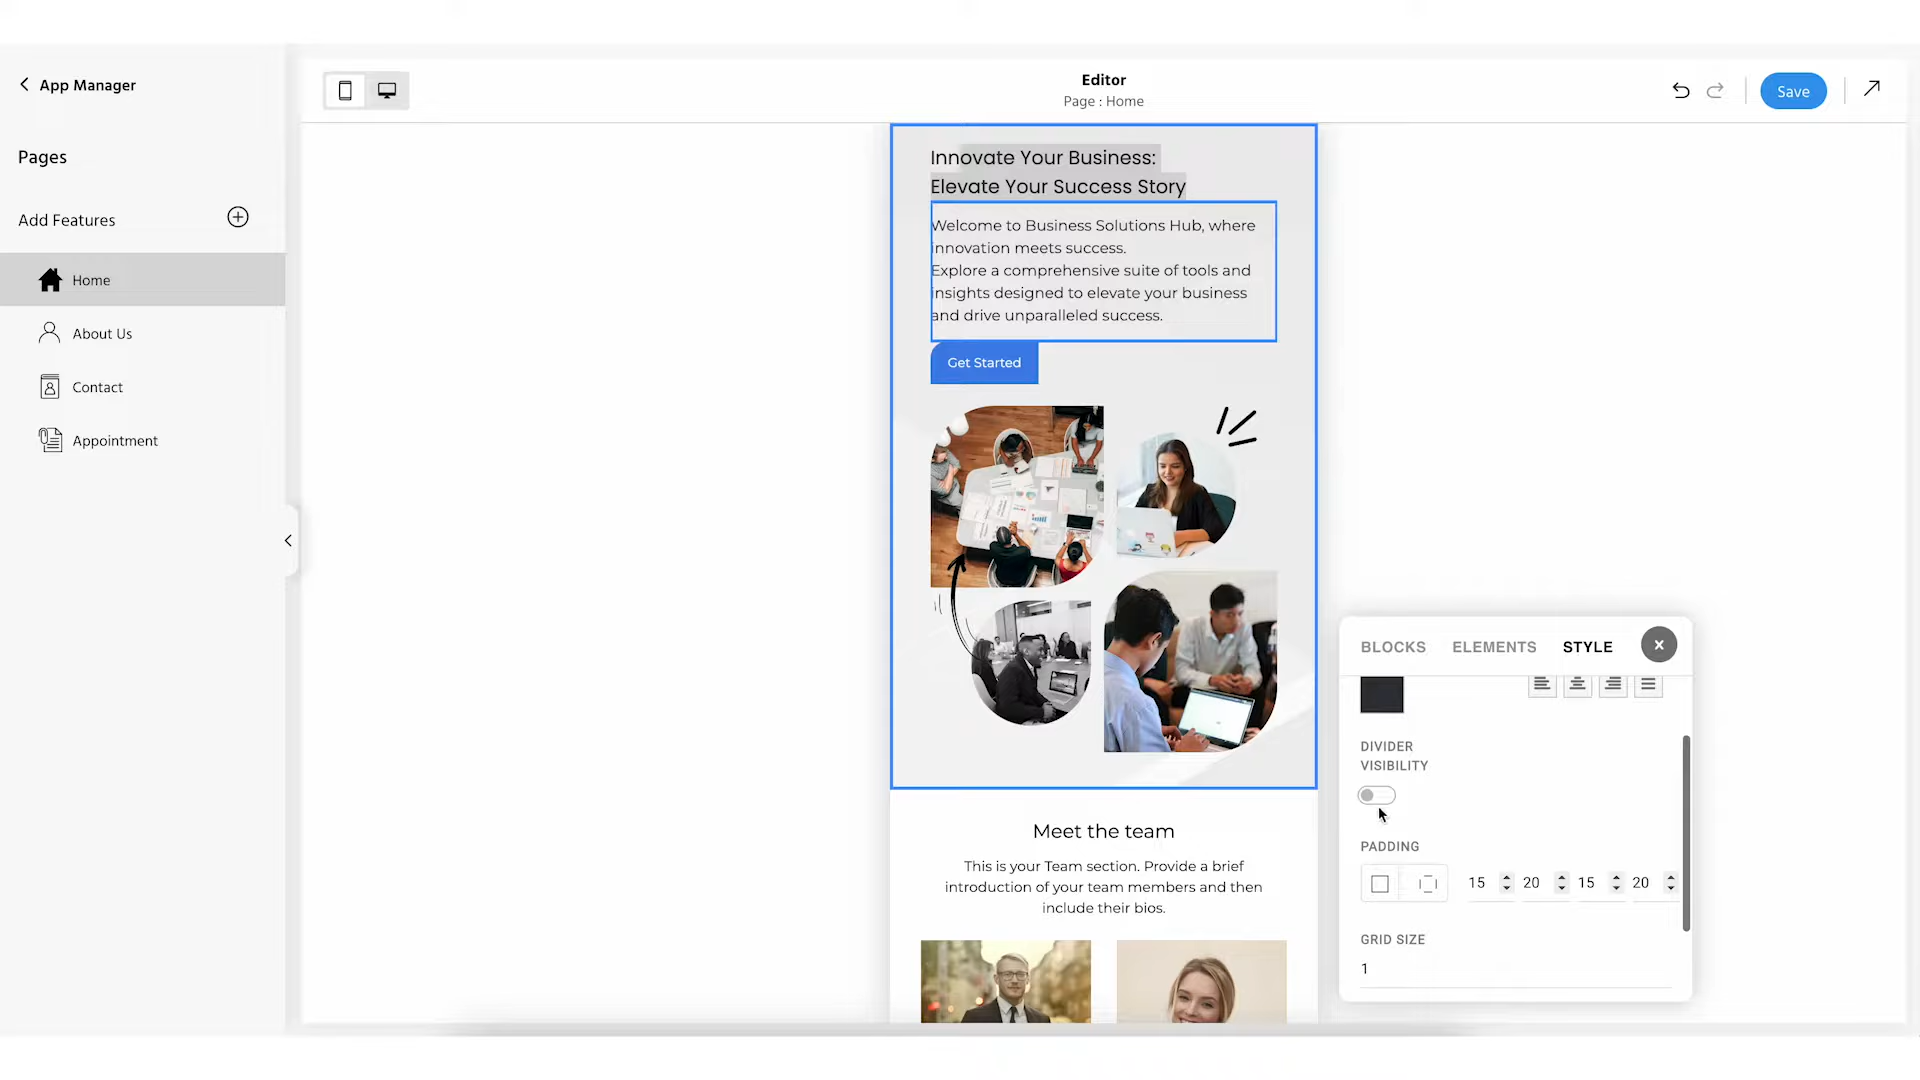 App Manager
Pages
Add Features
Home
About Us
Contact
Appointment
Editor
Page : Home
Save
Innovate Your Business:
Elevate Your Success Story
Welcome to Business Solutions Hub, where
innovation meets success.
Explore a comprehensive suite of tools and
insights designed to elevate your business
and drive unparalleled success.
Get Started
Meet the team
This is your Team section. Provide a brief
introduction of your team members and then
include their bios.
BLOCKS ELEMENTS STYLE X
DIVIDER
VISIBILITY
PADDING
15 20 15 20
GRID SIZE
1